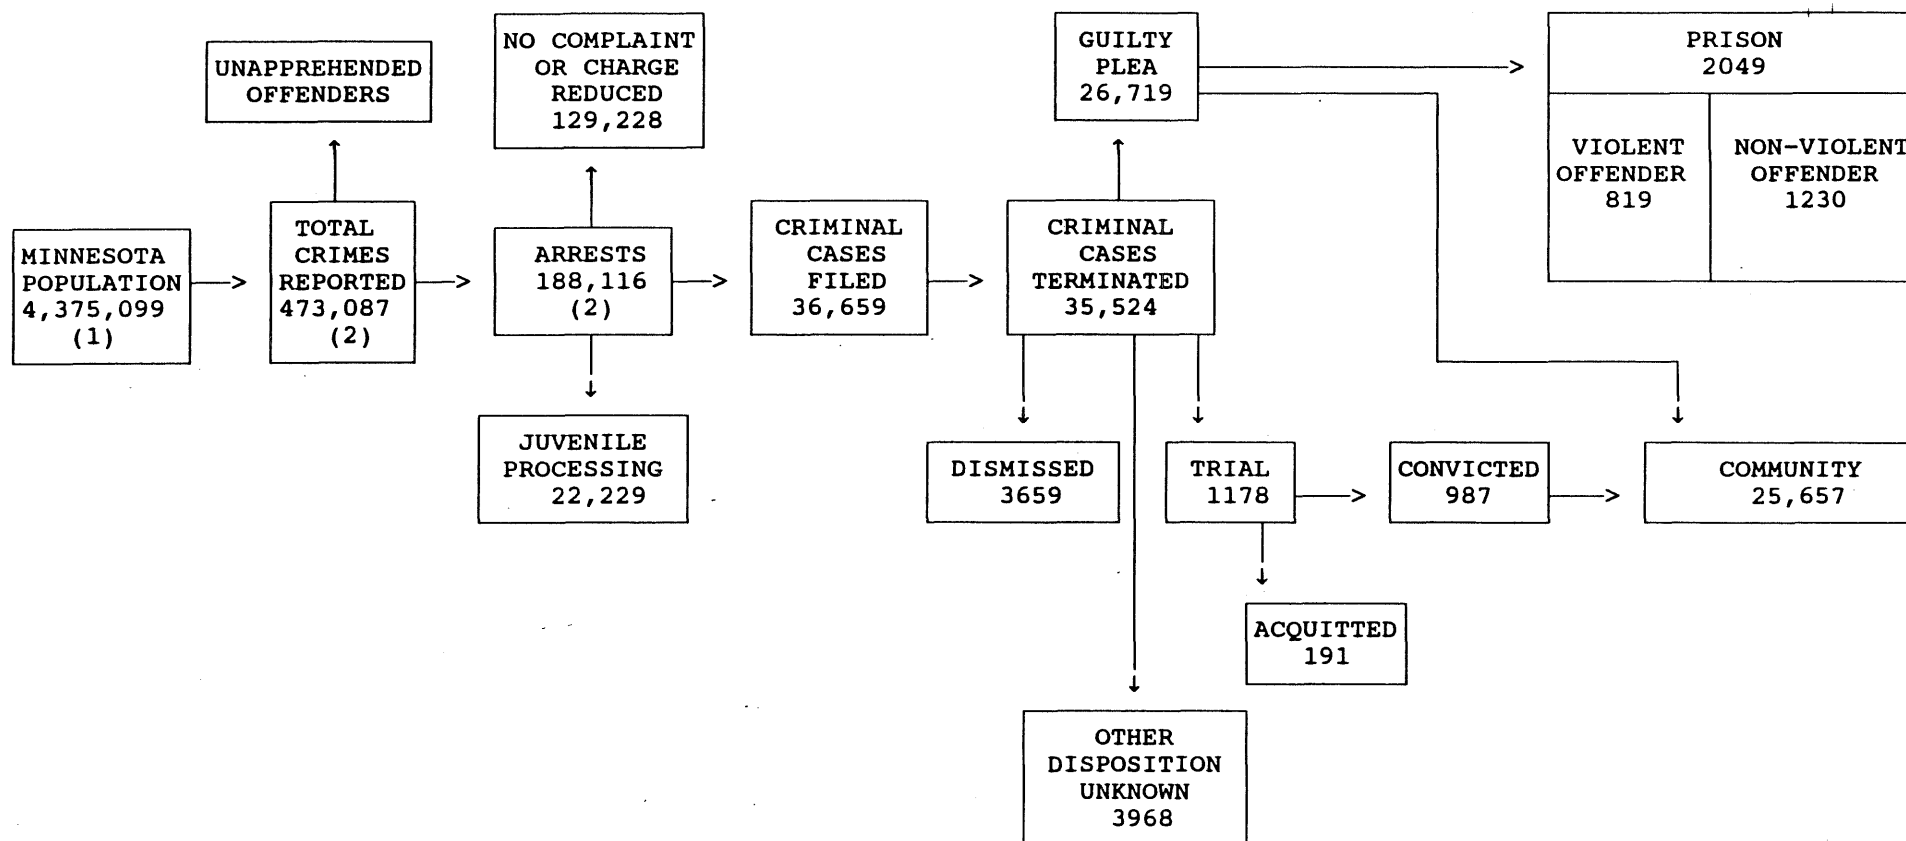 UNAPPREHENDED
OFFENDERS
NO COMPLAINT
OR CHARGE
REDUCED
129,228
GUILTY
PLEA
26,719
PRISON
2049
VIOLENT
OFFENDER
819
NON-VIOLENT
OFFENDER
1230
MINNESOTA
POPULATION
4,375,099
(1)
TOTAL
CRIMES
REPORTED
473,087
(2)
ARRESTS
188,116
(2)
CRIMINAL
CASES
FILED
36,659
CRIMINAL
CASES
TERMINATED
35,524
JUVENILE
PROCESSING
22,229
DISMISSED
3659
TRIAL
1178
CONVICTED
987
COMMUNITY
25,657
ACQUITTED
191
OTHER
DISPOSITION
UNKNOWN
3968